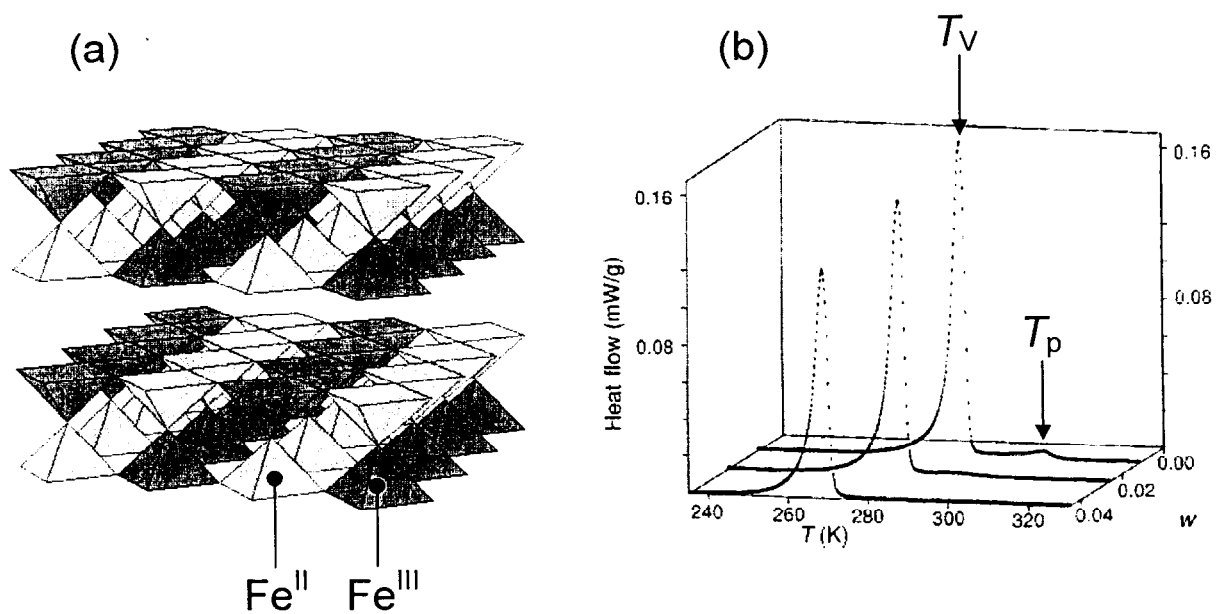 (a)
Fe^II Fe^III
(b)
T_V
T_p
0.16
0.08
Heat flow (mW/g)
0.16
0.08
0.00
0.02
0.04
w
240 260 280 300 320
T (K)